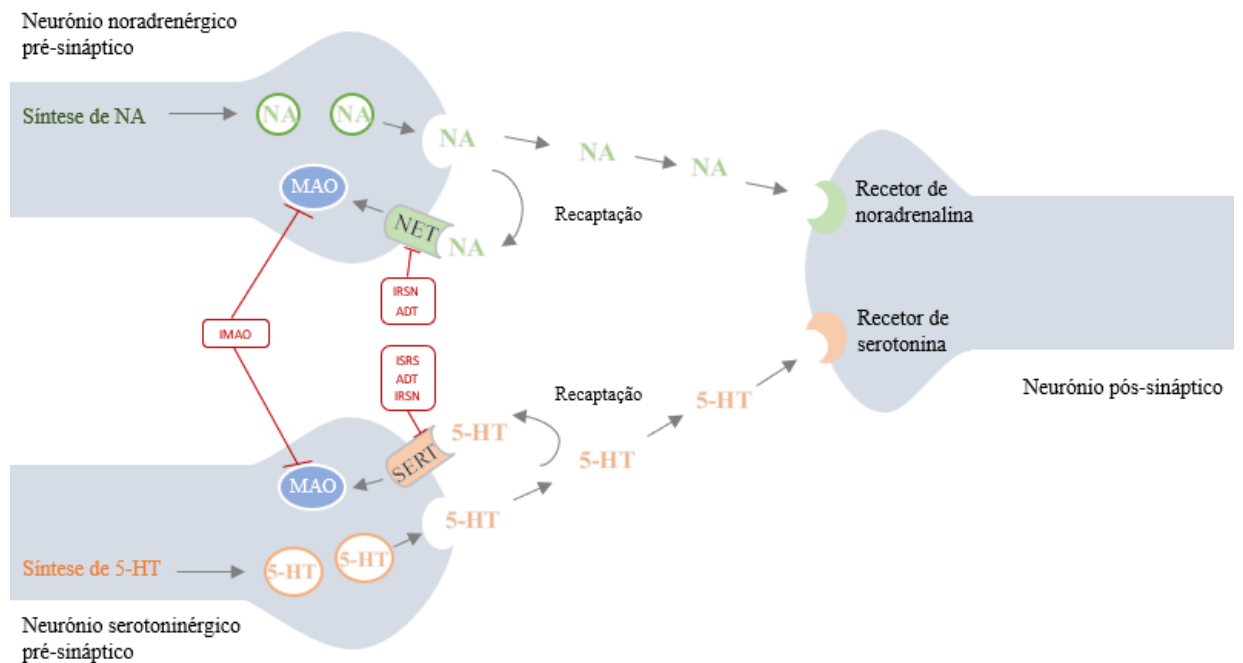 Neurónio noradrenérgico
pré-sináptico
Síntese de NA
NA
NA
NA
NA
NA
MAO
NET
NA
Recaptação
Recetor de
noradrenalina
IRSN
ADT
IMAO
ISRS
ADT
IRSN
Recetor de
serotonina
Recaptação
5-HT
Neurónio pós-sináptico
5-HT
5-HT
SERT
MAO
5-HT
5-HT
Síntese de 5-HT
5-HT
Neurónio serotoninérgico
pré-sináptico